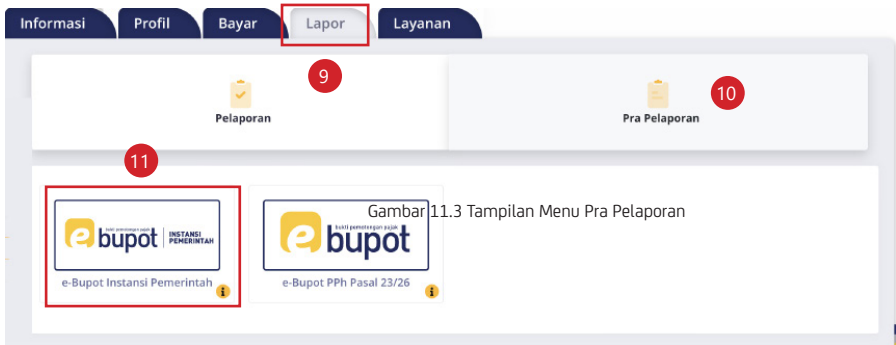 Informasi Profil Bayar Lapor Layanan
9
10
Pelaporan Pra Pelaporan
11
Gambar 11.3 Tampilan Menu Pra Pelaporan
bukti pemotongan pajak
e bupot INSTANSI PEMERINTAH
e-Bupot Instansi Pemerintah
i
bukti pemotongan pajak
e bupot
e-Bupot PPh Pasal 23/26
i